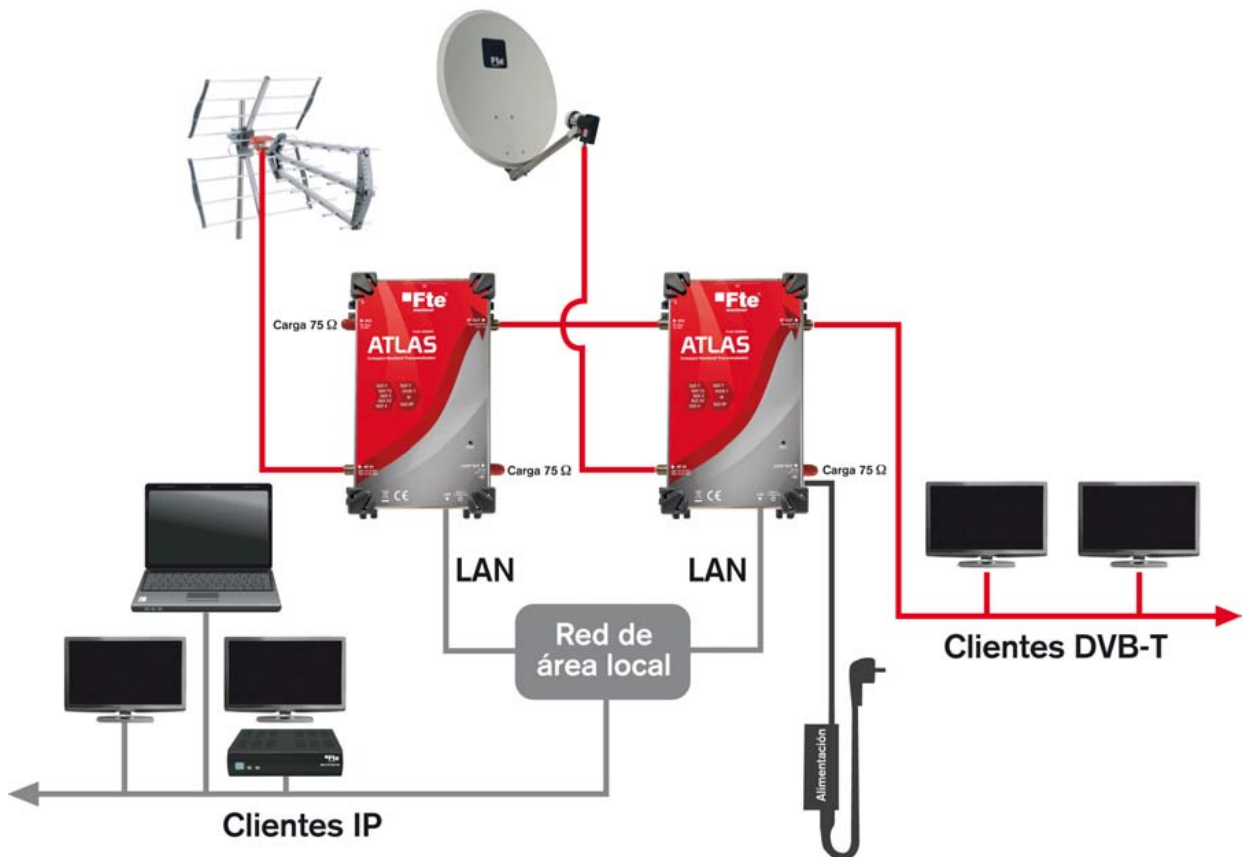 Fte
Carga 75 Ω
Fte
ATLAS
Carga 75 Ω
Fte
ATLAS
Carga 75 Ω
LAN
LAN
Red de
área local
Clientes DVB-T
Alimentación
Fte
Clientes IP